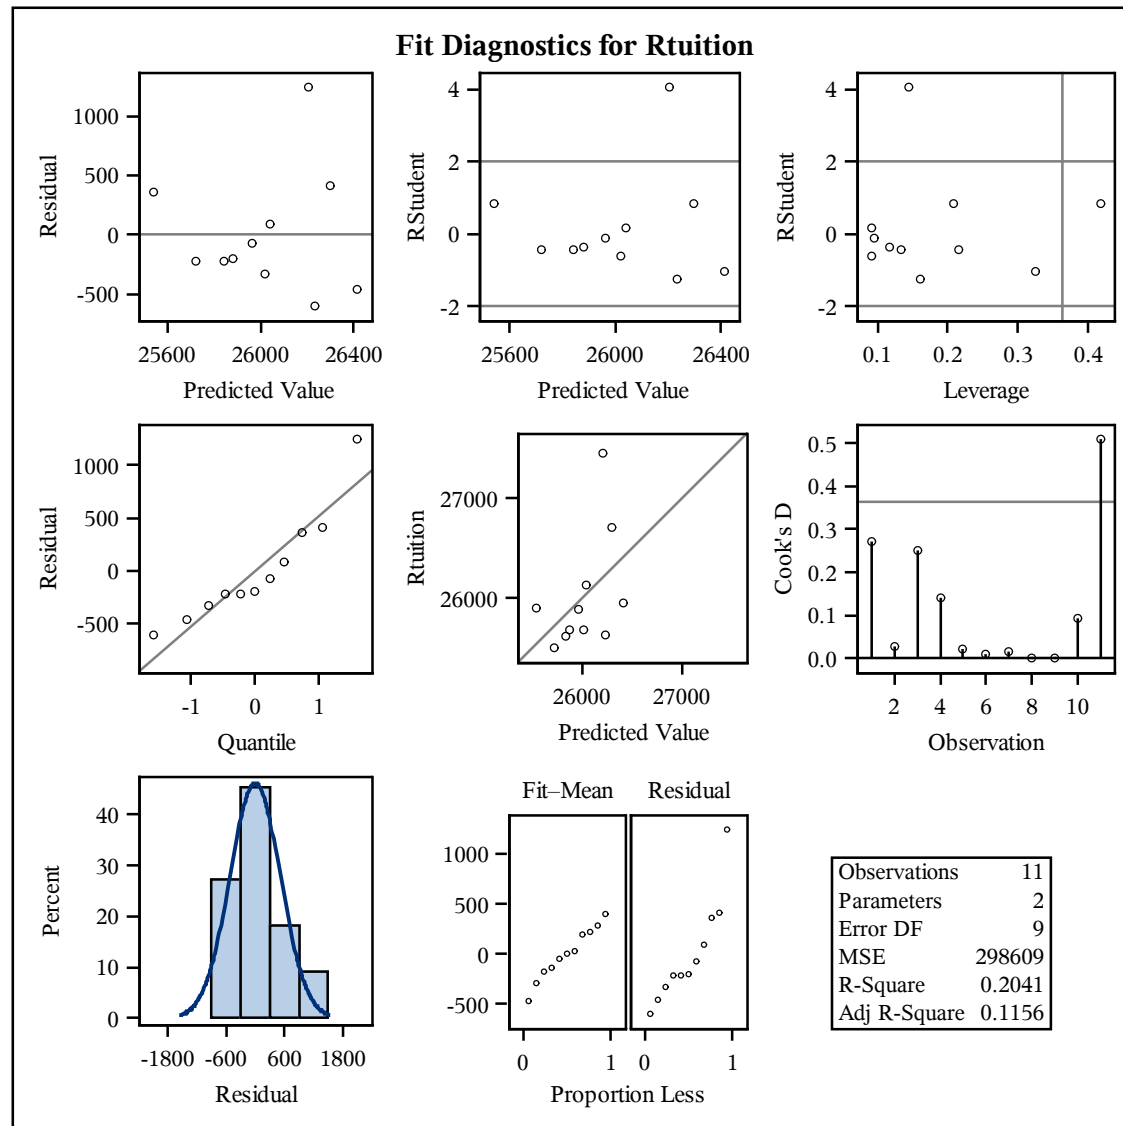 Fit Diagnostics for Rtuition
Residual
1000
500
0
-500
25600 26000 26400
Predicted Value
RStudent
4
2
0
-2
25600 26000 26400
Predicted Value
RStudent
4
2
0
-2
0.1 0.2 0.3 0.4
Leverage
Residual
1000
500
0
-500
-1 0 1
Quantile
Rtuition
27000
26000
26000 27000
Predicted Value
Cook's D
0.5
0.4
0.3
0.2
0.1
0.0
2 4 6 8 10
Observation
Percent
40
30
20
10
0
-1800 -600 600 1800
Residual
Fit–Mean Residual
1000
500
0
-500
0 1 0 1
Proportion Less
Observations 11
Parameters 2
Error DF 9
MSE 298609
R-Square 0.2041
Adj R-Square 0.1156